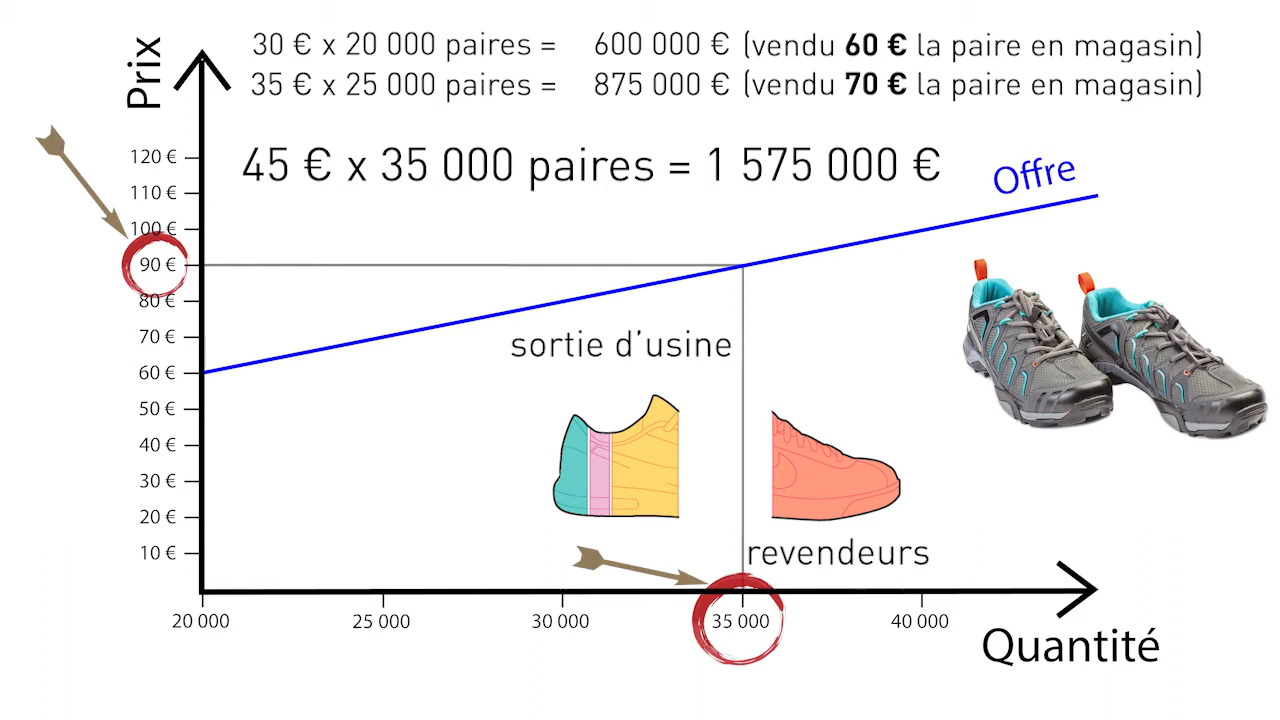 Prix
30 € x 20 000 paires = 600 000 € (vendu 60 € la paire en magasin)
35 € x 25 000 paires = 875 000 € (vendu 70 € la paire en magasin)
45 € x 35 000 paires = 1 575 000 €
Offre
120 €
110 €
100 €
90 €
80 €
70 €
60 €
50 €
40 €
30 €
20 €
10 €
sortie d’usine
revendeurs
20 000 25 000 30 000 35 000 40 000
Quantité